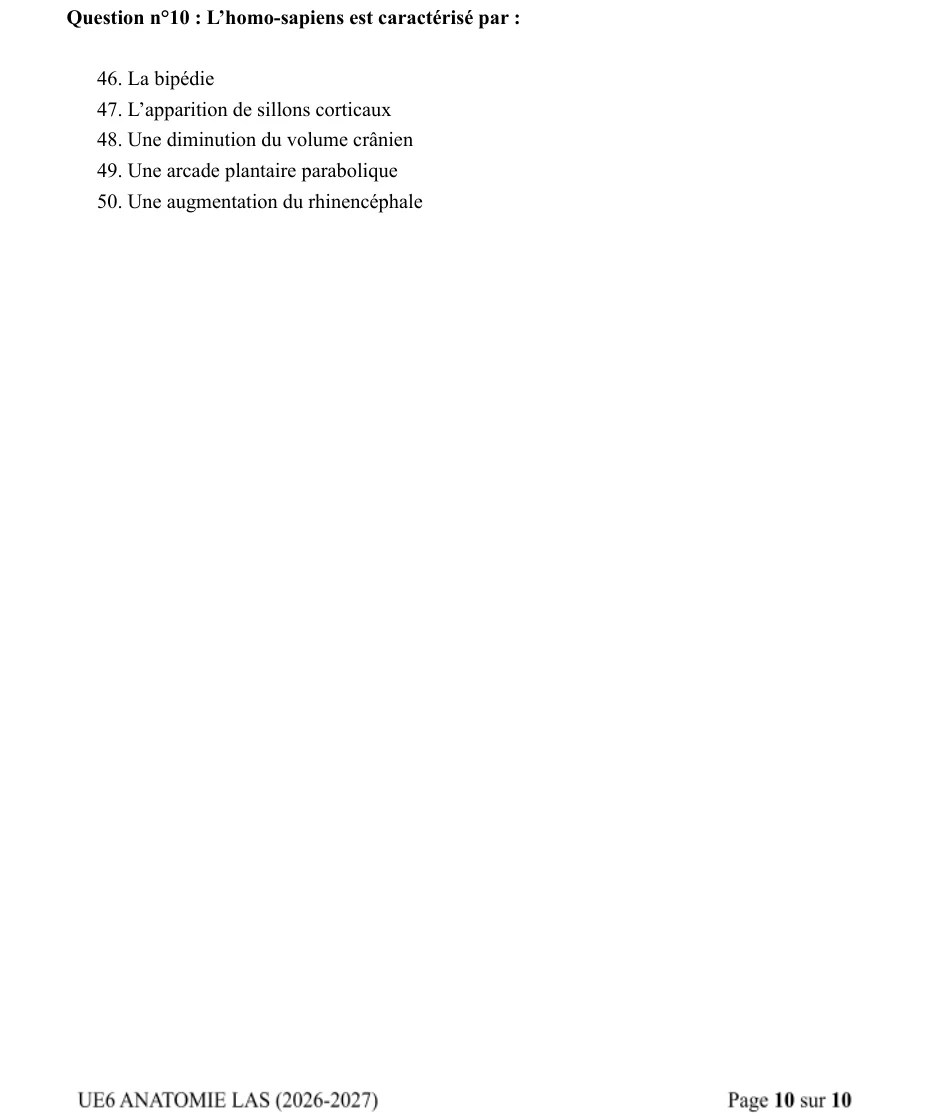 Question n°10 : L’homo-sapiens est caractérisé par :
46. La bipédie
47. L’apparition de sillons corticaux
48. Une diminution du volume crânien
49. Une arcade plantaire parabolique
50. Une augmentation du rhinencéphale
UE6 ANATOMIE LAS (2026-2027) Page 10 sur 10